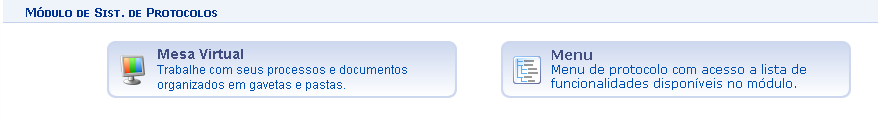 Módulo de Sist. de Protocolos
Mesa Virtual
Trabalhe com seus processos e documentos
organizados em gavetas e pastas.
Menu
Menu de protocolo com acesso a lista de
funcionalidades disponíveis no módulo.